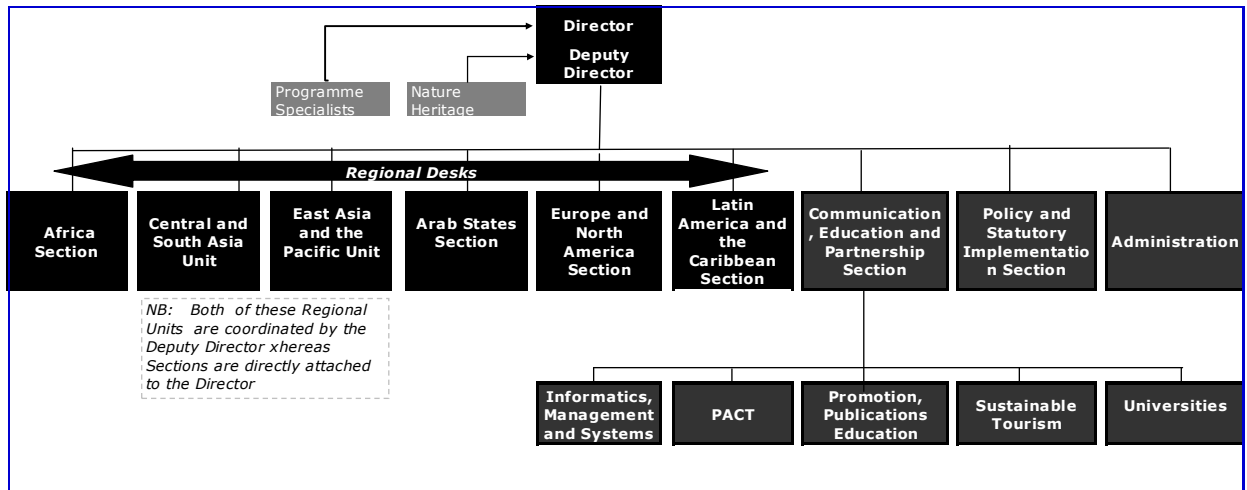 Director
Deputy
Director
Programme
Specialists
Nature
Heritage
Regional Desks
Africa
Section
Central and
South Asia
Unit
East Asia
and the
Pacific Unit
Arab States
Section
Europe and
North
America
Section
Latin
America and
the
Caribbean
Section
Communication
, Education and
Partnership
Section
Policy and
Statutory
Implementatio
n Section
Administration
NB: Both of these Regional
Units are coordinated by the
Deputy Director xhereas
Sections are directly attached
to the Director
Informatics,
Management
and Systems
PACT
Promotion,
Publications
Education
Sustainable
Tourism
Universities